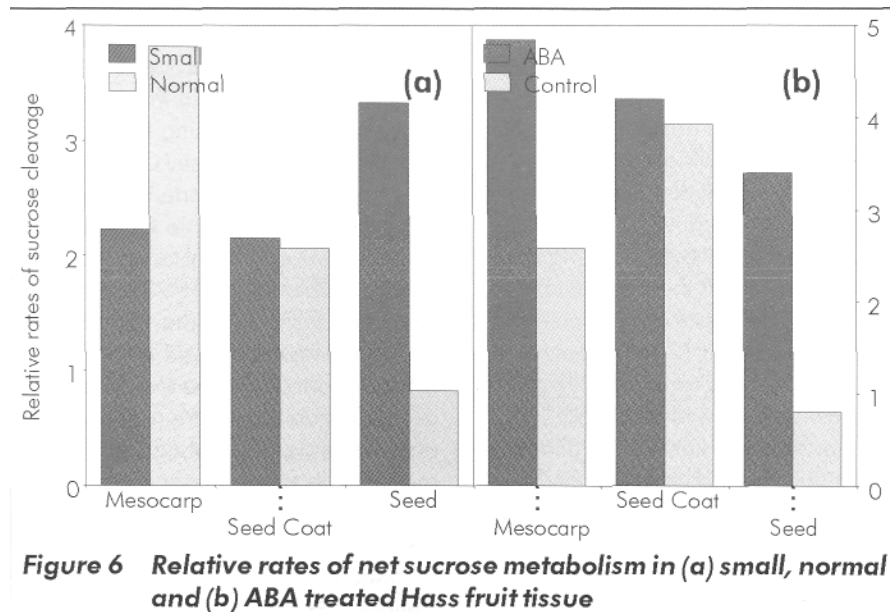 4
Small
Normal
(a)
ABA
Control
(b)
5
3
4
2
3
1
2
0
1
0
Relative rates of sucrose cleavage
Mesocarp
Seed Coat
Seed
Mesocarp
Seed Coat
Seed
Figure 6 Relative rates of net sucrose metabolism in (a) small, normal
and (b) ABA treated Hass fruit tissue